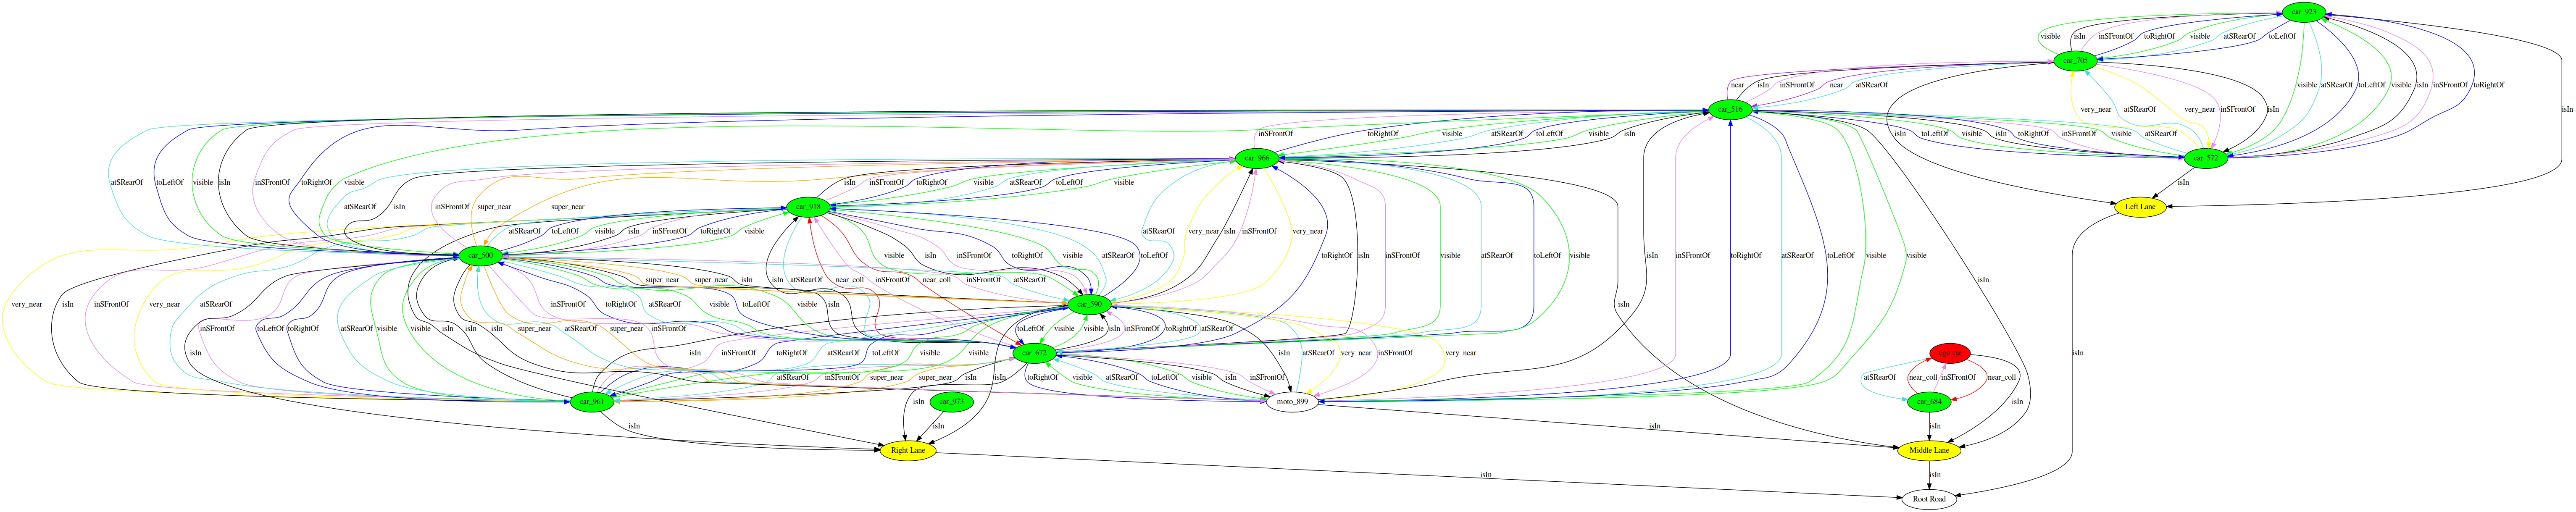 car_923
visible isIn inSFrontOf toRightOf visible atSRearOf toLeftOf
car_705
visible atSRearOf toLeftOf visible isIn inSFrontOf toRightOf
near isIn inSFrontOf near atSRearOf
very_near atSRearOf very_near inSFrontOf isIn
isIn
car_516
inSFrontOf toRightOf visible atSRearOf toLeftOf visible isIn
isIn toLeftOf visible isIn toRightOf inSFrontOf visible atSRearOf
car_966
car_572
atSRearOf toLeftOf visible isIn inSFrontOf toRightOf visible
atSRearOf isIn inSFrontOf super_near super_near
isIn inSFrontOf toRightOf visible atSRearOf toLeftOf visible
isIn
car_918
Left Lane
atSRearOf toLeftOf visible isIn inSFrontOf toRightOf visible
atSRearOf very_near isIn inSFrontOf very_near
car_500
visible isIn inSFrontOf toRightOf visible atSRearOf toLeftOf
toRightOf isIn inSFrontOf visible atSRearOf toLeftOf visible
isIn inSFrontOf toRightOf atSRearOf toLeftOf visible visible
isIn
super_near super_near isIn isIn atSRearOf near_coll inSFrontOf near_coll inSFrontOf atSRearOf
car_590
very_near isIn inSFrontOf very_near atSRearOf
inSFrontOf toRightOf atSRearOf visible toLeftOf visible isIn
isIn
inSFrontOf isIn toLeftOf toRightOf atSRearOf visible visible isIn isIn isIn super_near atSRearOf super_near inSFrontOf
toLeftOf visible visible isIn inSFrontOf toRightOf atSRearOf
isIn inSFrontOf toRightOf atSRearOf toLeftOf visible visible
isIn atSRearOf very_near inSFrontOf very_near
car_672
ego car
isIn
atSRearOf inSFrontOf super_near super_near isIn isIn
toRightOf visible atSRearOf toLeftOf visible isIn inSFrontOf
atSRearOf near_coll inSFrontOf near_coll
car_961
car_973
moto_899
car_684
isIn
isIn
isIn
isIn
isIn
isIn
Right Lane
Middle Lane
isIn
isIn
Root Road